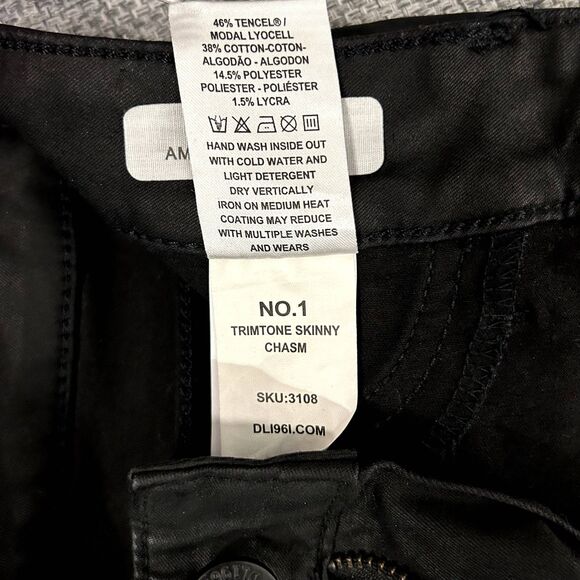 46% TENCEL®/
MODAL LYOCELL
38% COTTON-COTON-
ALGODÃO - ALGODON
14.5% POLYESTER
POLIESTER - POLIÉSTER
1.5% LYCRA
AM
HAND WASH INSIDE OUT
WITH COLD WATER AND
LIGHT DETERGENT
DRY VERTICALLY
IRON ON MEDIUM HEAT
COATING MAY REDUCE
WITH MULTIPLE WASHES
AND WEARS
NO.1
TRIMTONE SKINNY
CHASM
SKU:3108
DLI961.COM